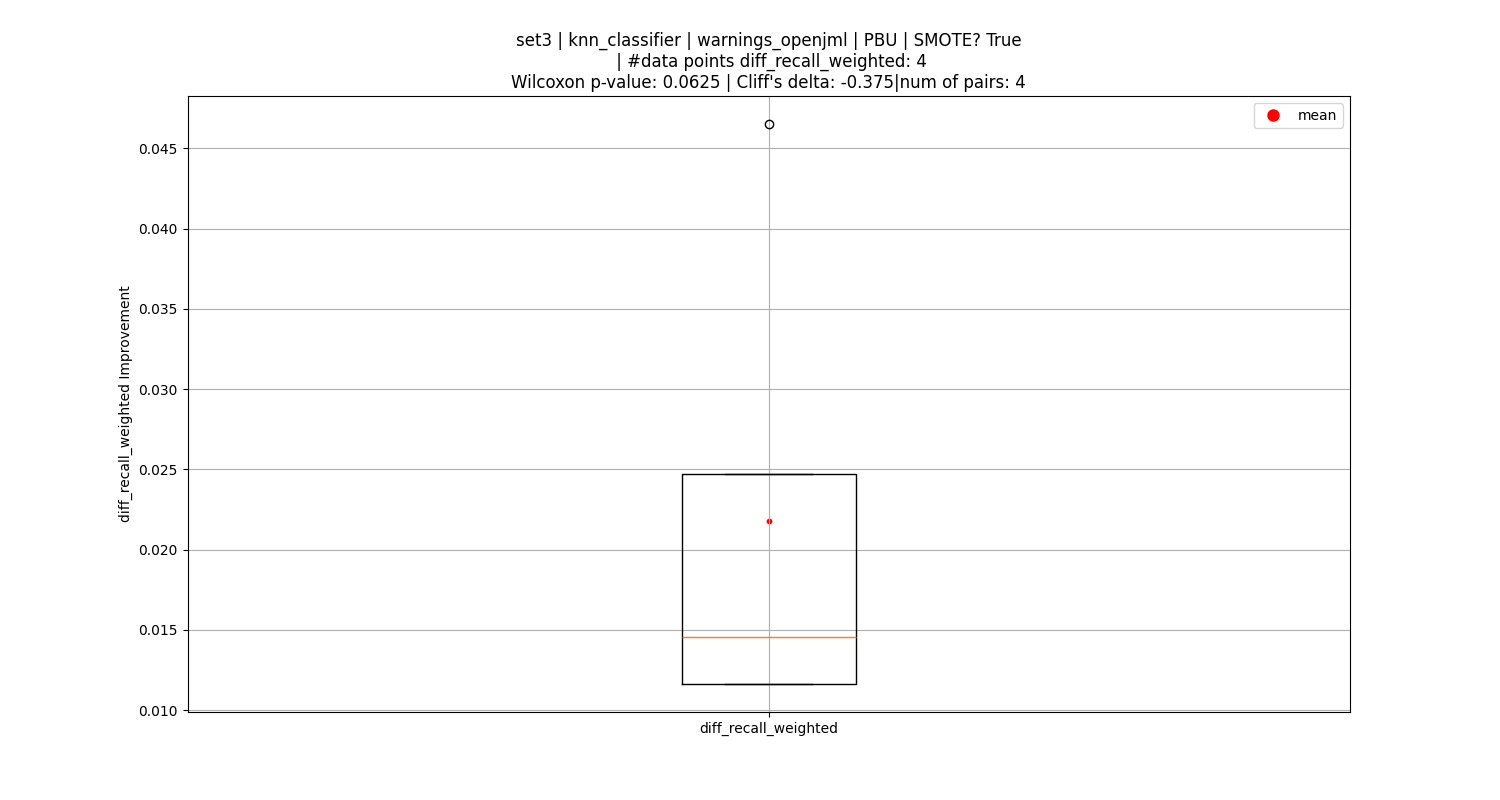 set3 | knn_classifier | warnings_openjml | PBU | SMOTE? True
| #data points diff_recall_weighted: 4
Wilcoxon p-value: 0.0625 | Cliff's delta: -0.375|num of pairs: 4
mean
0.045
0.040
0.035
0.030
0.025
0.020
0.015
0.010
diff_recall_weighted Improvement
diff_recall_weighted